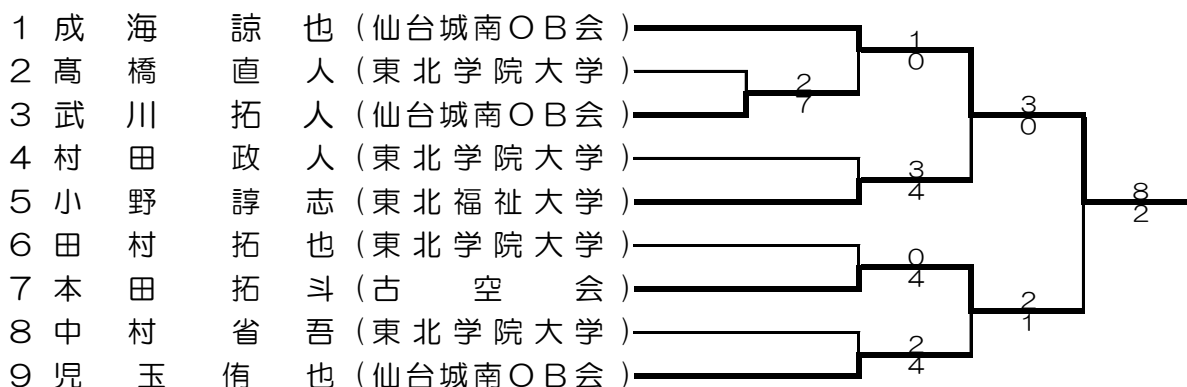 1 成海 諒也 (仙台城南OB会)
2 髙橋 直人 (東北学院大学)
3 武川 拓人 (仙台城南OB会)
4 村田 政人 (東北学院大学)
5 小野 諄志 (東北福祉大学)
6 田村 拓也 (東北学院大学)
7 本田 拓斗 (古空会)
8 中村 省吾 (東北学院大学)
9 児玉 侑也 (仙台城南OB会)
1
0
2
7
3
4
0
4
2
4
3
0
2
1
8
2